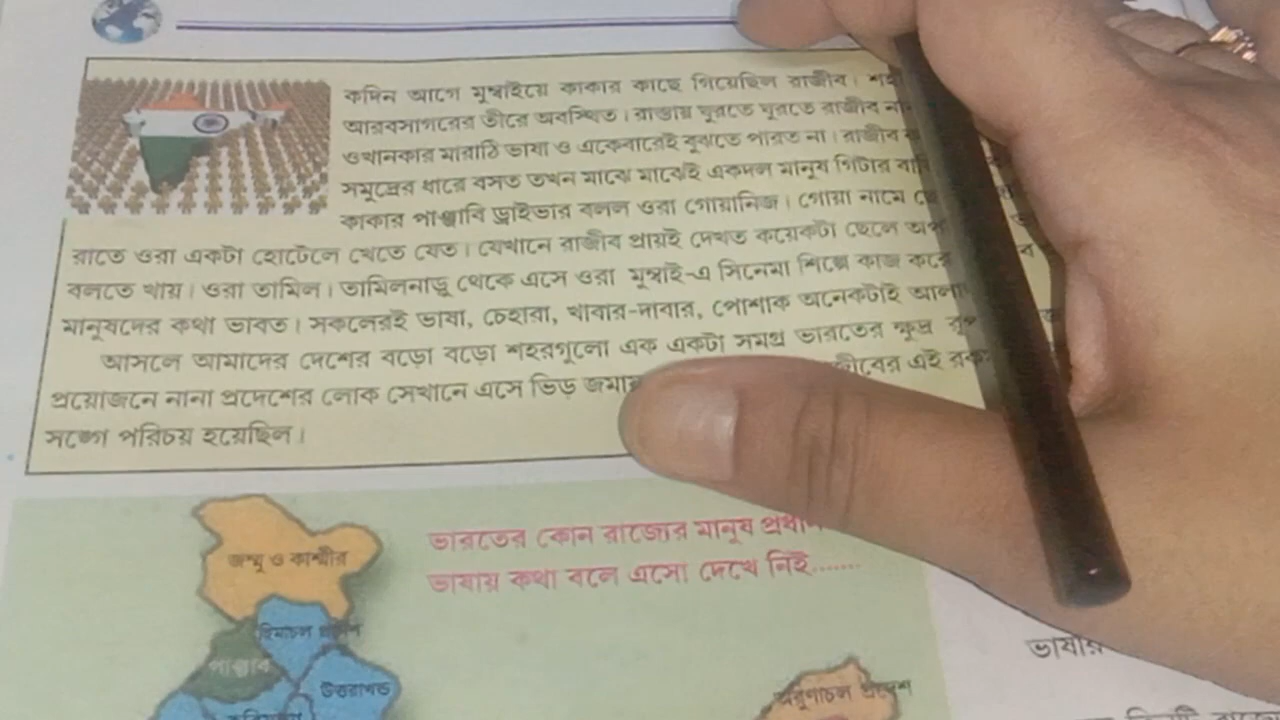 কদিন আগে মুম্বাইয়ে কাকার কাছে গিয়েছিল রাজীব।
আরবসাগরের তীরে অবস্থিত। রাস্তায় ঘুরতে ঘুরতে রাজীব
ওখানকার মারাঠি ভাষা ও একেবারেই বুঝতে পারত না। রাজীব
সমুদ্রের ধারে বসত তখন মাঝে মাঝেই একদল মানুষ গিটার
কাকার পাঞ্জাবি ড্রাইভার বলল ওরা গোয়ানিজ। গোয়া নামে
রাতে ওরা একটা হোটেলে খেতে যেত। যেখানে রাজীব প্রায়ই দেখত কয়েকটা ছেলে
বলতে খায়। ওরা তামিল। তামিলনাড়ু থেকে এসে ওরা মুম্বাই-এ সিনেমা শিল্পে কাজ করে
মানুষদের কথা ভাবত। সকলেরই ভাষা, চেহারা, খাবার-দাবার, পোশাক অনেকটাই
আসলে আমাদের দেশের বড়ো বড়ো শহরগুলো এক একটা সমগ্র ভারতের ক্ষুদ্র
প্রয়োজনে নানা প্রদেশের লোক সেখানে এসে ভিড় এই
সঙ্গে পরিচয় হয়েছিল।
ভারতের কোন রাজ্যের মানুষ
ভাষায় কথা বলে এসো দেখে নিই.......
জম্মু ও কাশ্মীর
হিমাচল প্রদেশ
পাঞ্জাব
উত্তরাখণ্ড
অরুণাচল প্রদেশ
ভাষার